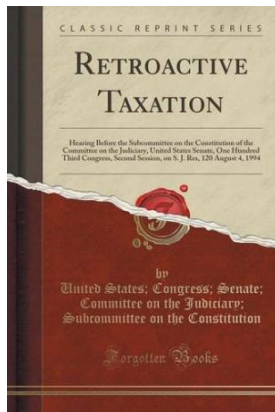 CLASSIC REPRINT SERIES
RETROACTIVE
TAXATION
Hearing Before the Subcommittee on the Constitution of the
Committee on the Judiciary, United States Senate, One Hundred
Third Congress, Second Session, on S. J. Res, 120 August 4, 1994
by
United States; Congress; Senate;
Committee on the Judiciary;
Subcommittee on the Constitution
Forgotten Books